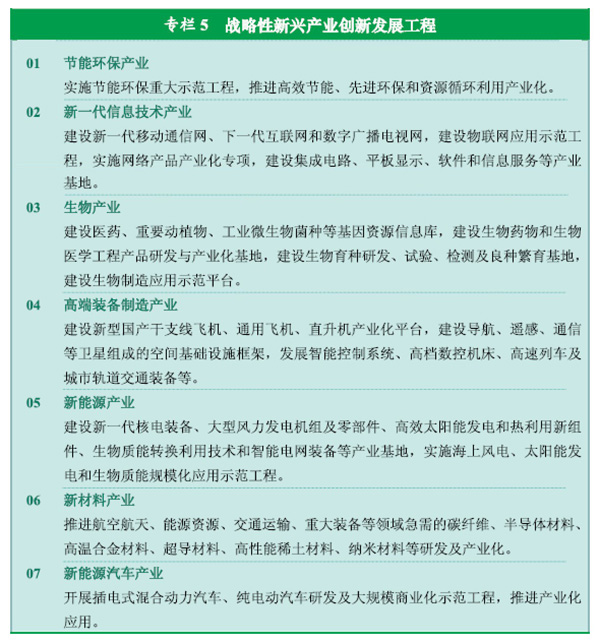 专栏 5 战略性新兴产业创新发展工程
01 节能环保产业
实施节能环保重大示范工程，推进高效节能、先进环保和资源循环利用产业化。
02 新一代信息技术产业
建设新一代移动通信网、下一代互联网和数字广播电视网，建设物联网应用示范工
程，实施网络产品产业化专项，建设集成电路、平板显示、软件和信息服务等产业
基地。
03 生物产业
建设医药、重要动植物、工业微生物菌种等基因资源信息库，建设生物药物和生物
医学工程产品研发与产业化基地，建设生物育种研发、试验、检测及良种繁育基地，
建设生物制造应用示范平台。
04 高端装备制造产业
建设新型国产干支线飞机、通用飞机、直升机产业化平台，建设导航、遥感、通信
等卫星组成的空间基础设施框架，发展智能控制系统、高档数控机床、高速列车及
城市轨道交通装备等。
05 新能源产业
建设新一代核电装备、大型风力发电机组及零部件、高效太阳能发电和热利用新组
件、生物质能转换利用技术和智能电网装备等产业基地，实施海上风电、太阳能发
电和生物质能规模化应用示范工程。
06 新材料产业
推进航空航天、能源资源、交通运输、重大装备等领域急需的碳纤维、半导体材料、
高温合金材料、超导材料、高性能稀土材料、纳米材料等研发及产业化。
07 新能源汽车产业
开展插电式混合动力汽车、纯电动汽车研发及大规模商业化示范工程，推进产业化
应用。